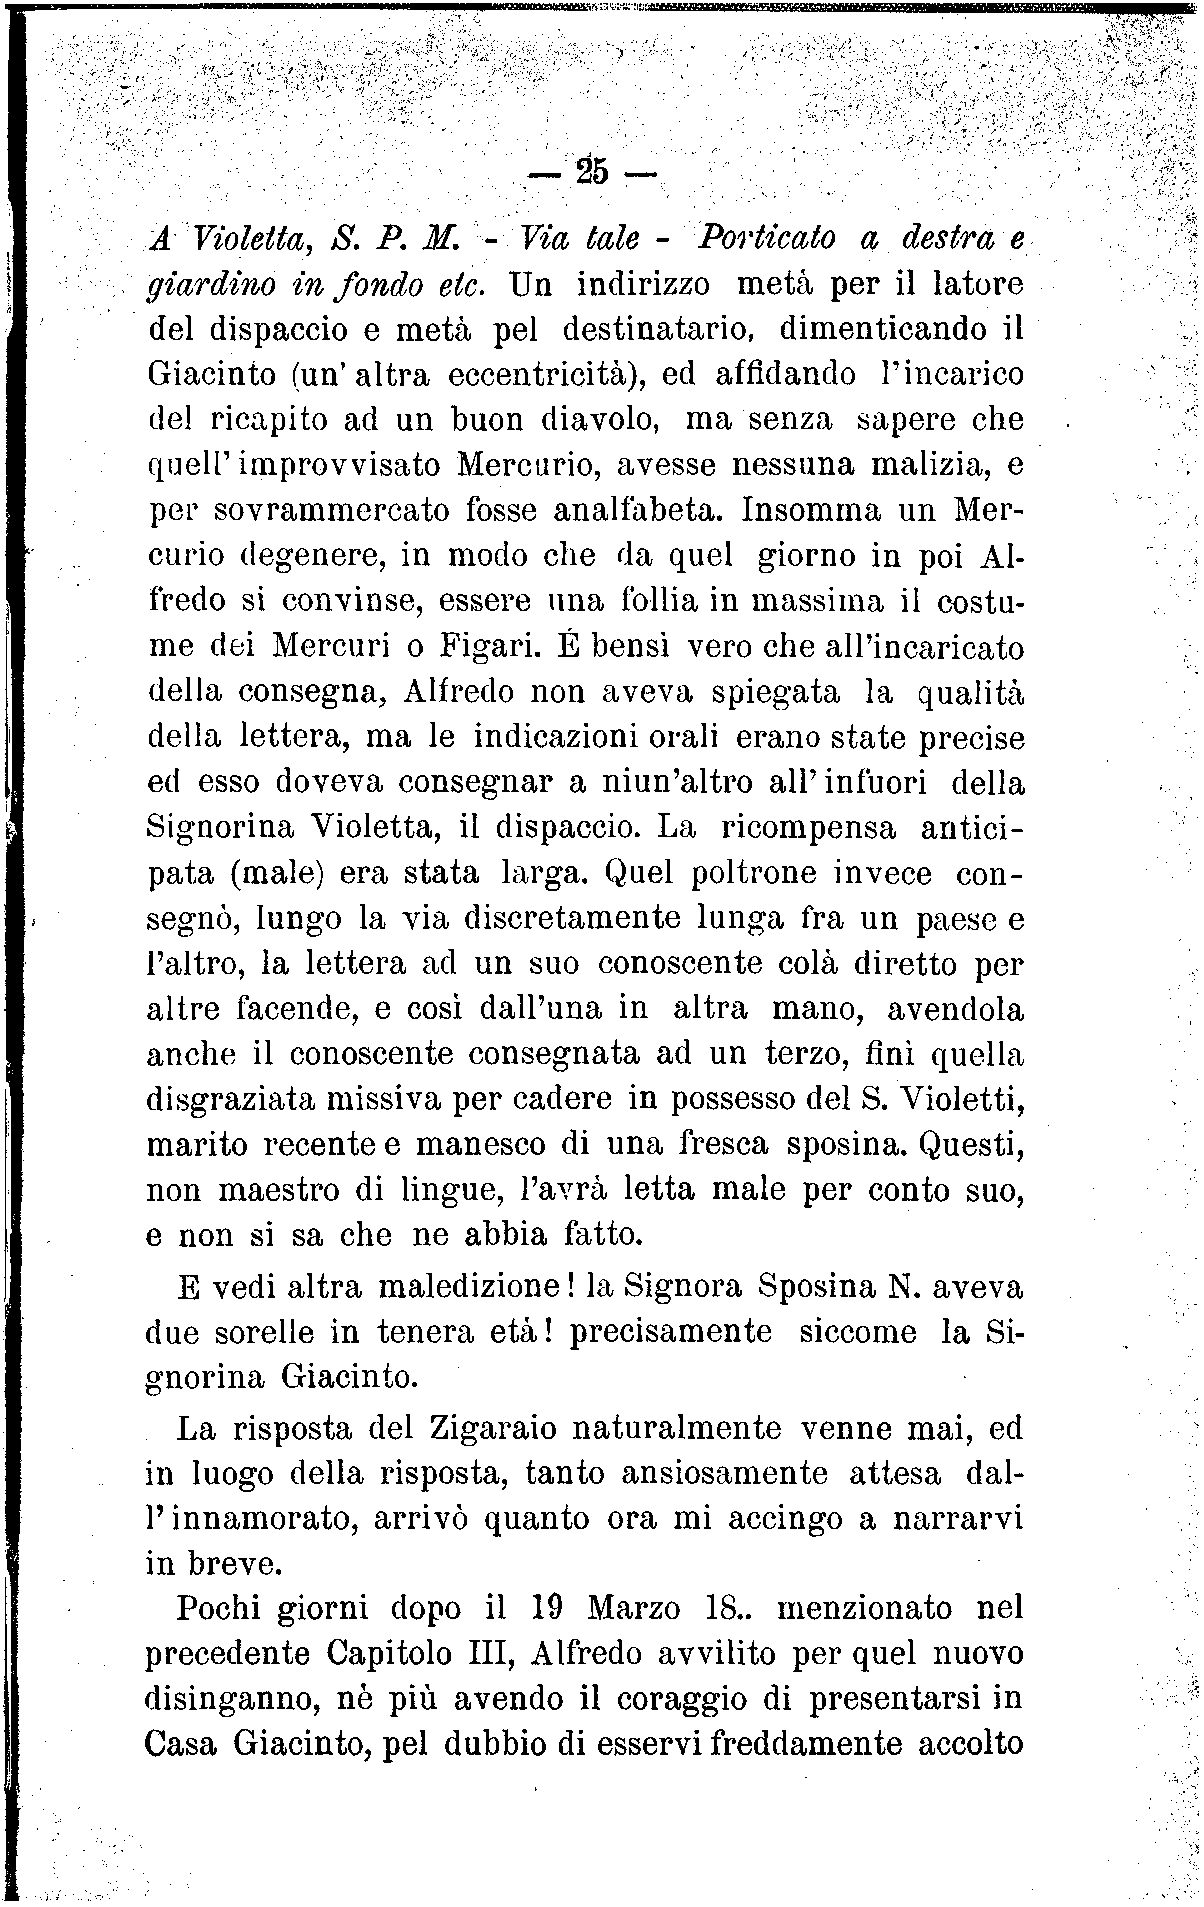 — 25 —
A Violetta, S. P. M. - Via tale - Porticato a destra e
giardino in fondo etc. Un indirizzo metà per il latore
del dispaccio e metà pel destinatario, dimenticando il
Giacinto (un' altra eccentricità), ed affidando l'incarico
del ricapito ad un buon diavolo, ma senza sapere che
quell' improvvisato Mercurio, avesse nessuna malizia, e
per sovrammercato fosse analfabeta. Insomma un Mer-
curio degenere, in modo che da quel giorno in poi Al-
fredo si convinse, essere una follia in massima il costu-
me dei Mercuri o Figari. É bensì vero che all'incaricato
della consegna, Alfredo non aveva spiegata la qualità
della lettera, ma le indicazioni orali erano state precise
ed esso doveva consegnar a niun'altro all' infuori della
Signorina Violetta, il dispaccio. La ricompensa antici-
pata (male) era stata larga. Quel poltrone invece con-
segnò, lungo la via discretamente lunga fra un paese e
l'altro, la lettera ad un suo conoscente colà diretto per
altre facende, e così dall'una in altra mano, avendola
anche il conoscente consegnata ad un terzo, finì quella
disgraziata missiva per cadere in possesso del S. Violetti,
marito recente e manesco di una fresca sposina. Questi,
non maestro di lingue, l'avrà letta male per conto suo,
e non si sa che ne abbia fatto.
E vedi altra maledizione! la Signora Sposina N. aveva
due sorelle in tenera età! precisamente siccome la Si-
gnorina Giacinto.
La risposta del Zigaraio naturalmente venne mai, ed
in luogo della risposta, tanto ansiosamente attesa dal-
l' innamorato, arrivò quanto ora mi accingo a narrarvi
in breve.
Pochi giorni dopo il 19 Marzo 18.. menzionato nel
precedente Capitolo III, Alfredo avvilito per quel nuovo
disinganno, nè più avendo il coraggio di presentarsi in
Casa Giacinto, pel dubbio di esservi freddamente accolto